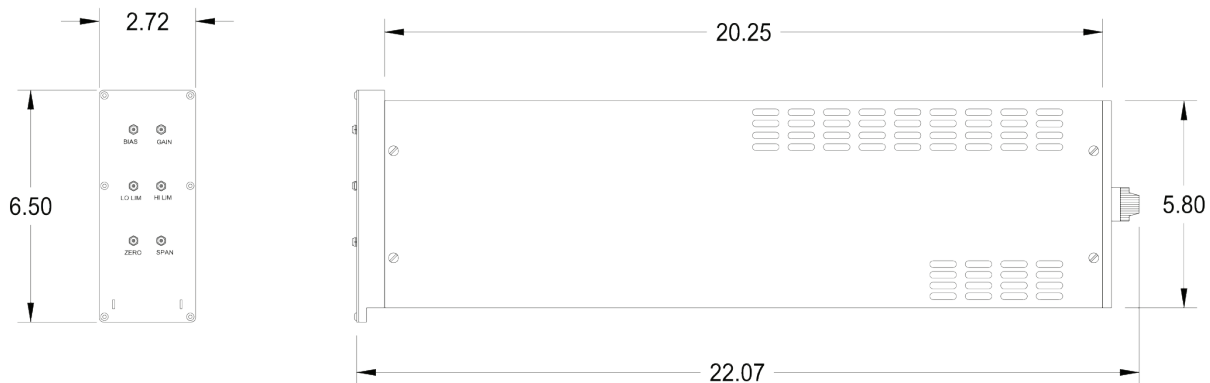 2.72
20.25
BIAS GAIN
6.50
LO LIM HI LIM
5.80
ZERO SPAN
22.07